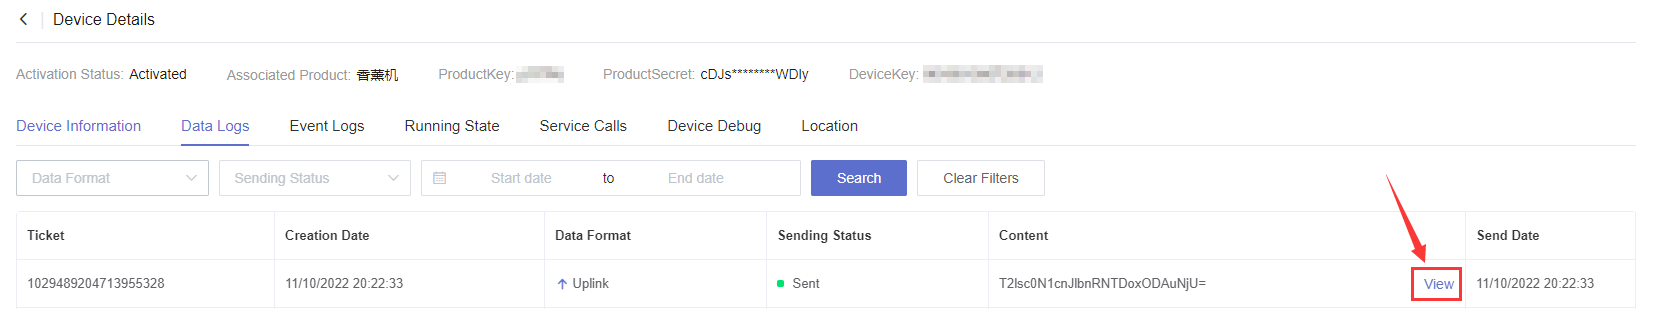 Device Details
Activation Status: Activated Associated Product: 香薰机 ProductKey: ProductSecret: cDJs********WDly DeviceKey:
Device Information Data Logs Event Logs Running State Service Calls Device Debug Location
Data Format Sending Status Start date to End date Search Clear Filters
Ticket Creation Date Data Format Sending Status Content Send Date
1029489204713955328 11/10/2022 20:22:33 Uplink Sent T2lsc0N1cnJlbnRNTDoxODAuNjU= View 11/10/2022 20:22:33